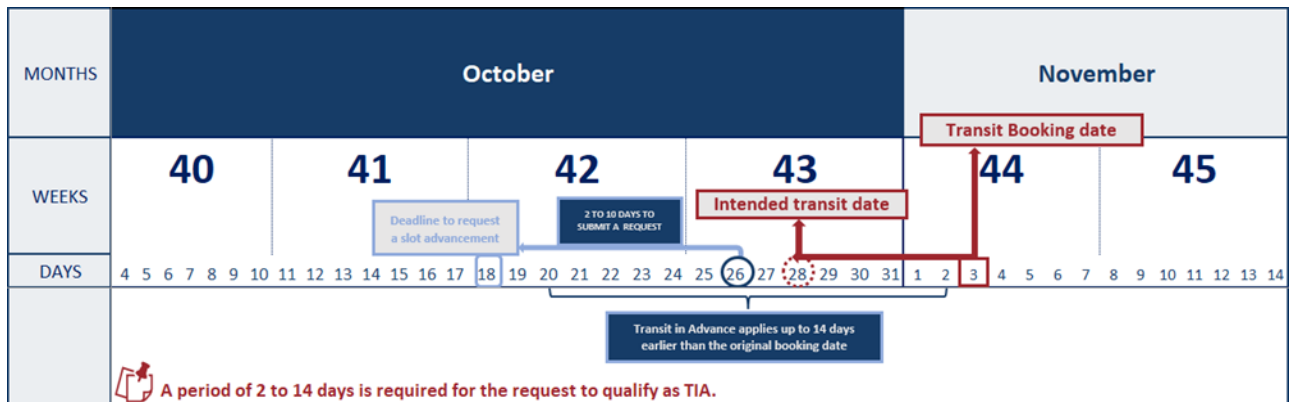 MONTHS
October
November
Transit Booking date
WEEKS
40
41
42
43
44
45
Deadline to request
a slot advancement
2 TO 10 DAYS TO
SUBMIT A REQUEST
Intended transit date
DAYS
4 5 6 7 8 9 10 11 12 13 14 15 16 17 18 19 20 21 22 23 24 25 26 27 28 29 30 31 1 2 3 4 5 6 7 8 9 10 11 12 13 14
Transit in Advance applies up to 14 days
earlier than the original booking date
A period of 2 to 14 days is required for the request to qualify as TIA.